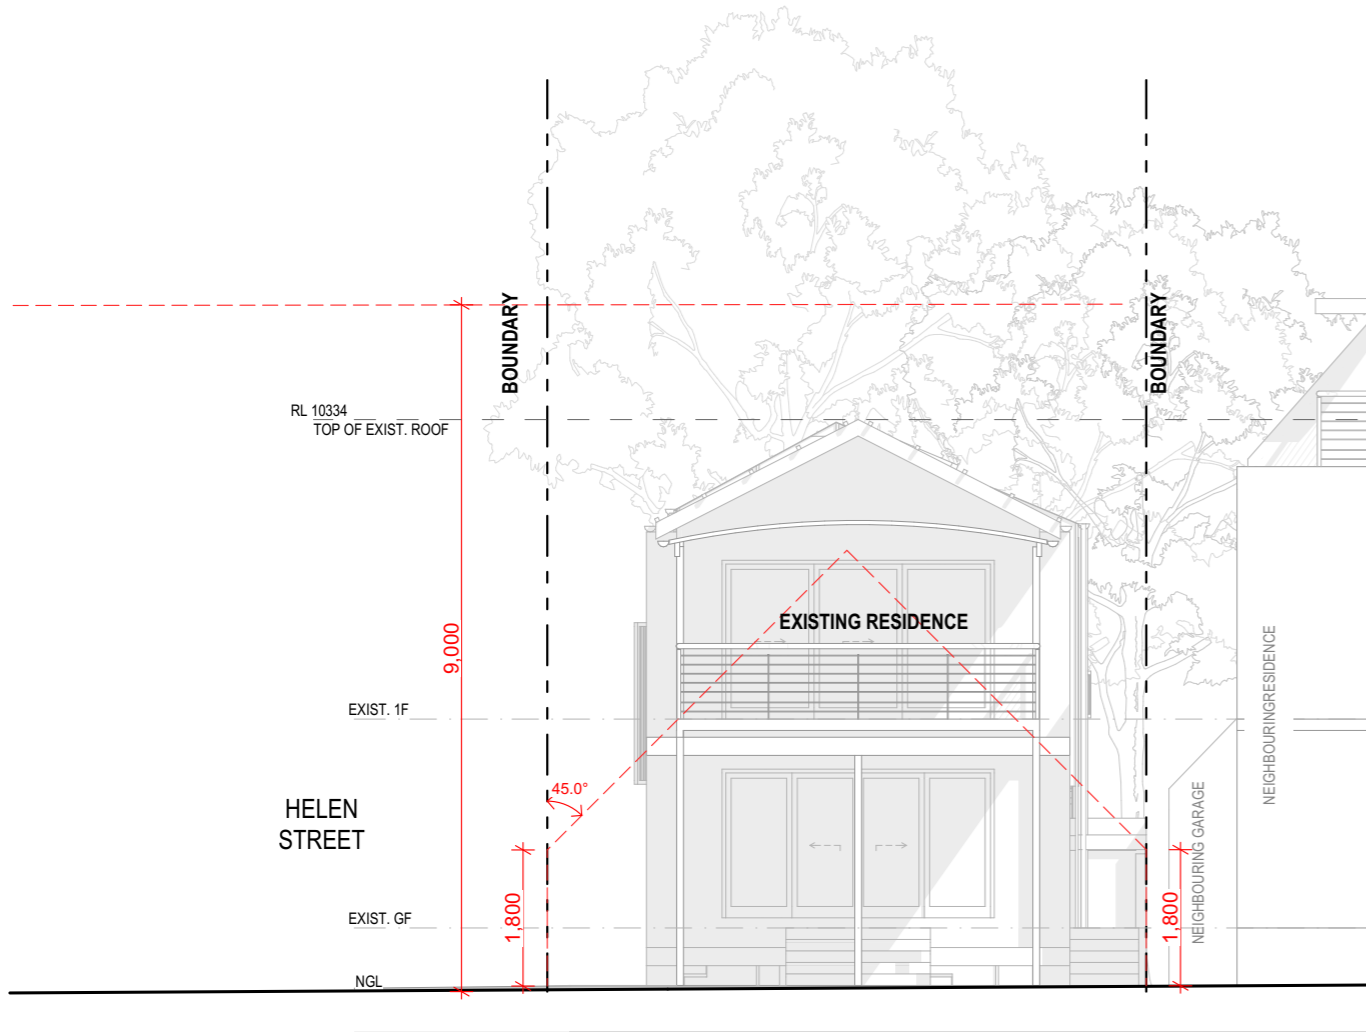 BOUNDARY
BOUNDARY
RL 10334
TOP OF EXIST. ROOF
9,000
EXISTING RESIDENCE
NEIGHBOURINGRESIDENCE
EXIST. 1F
45.0°
HELEN
STREET
NEIGHBOURING GARAGE
1,800
1,800
EXIST. GF
NGL